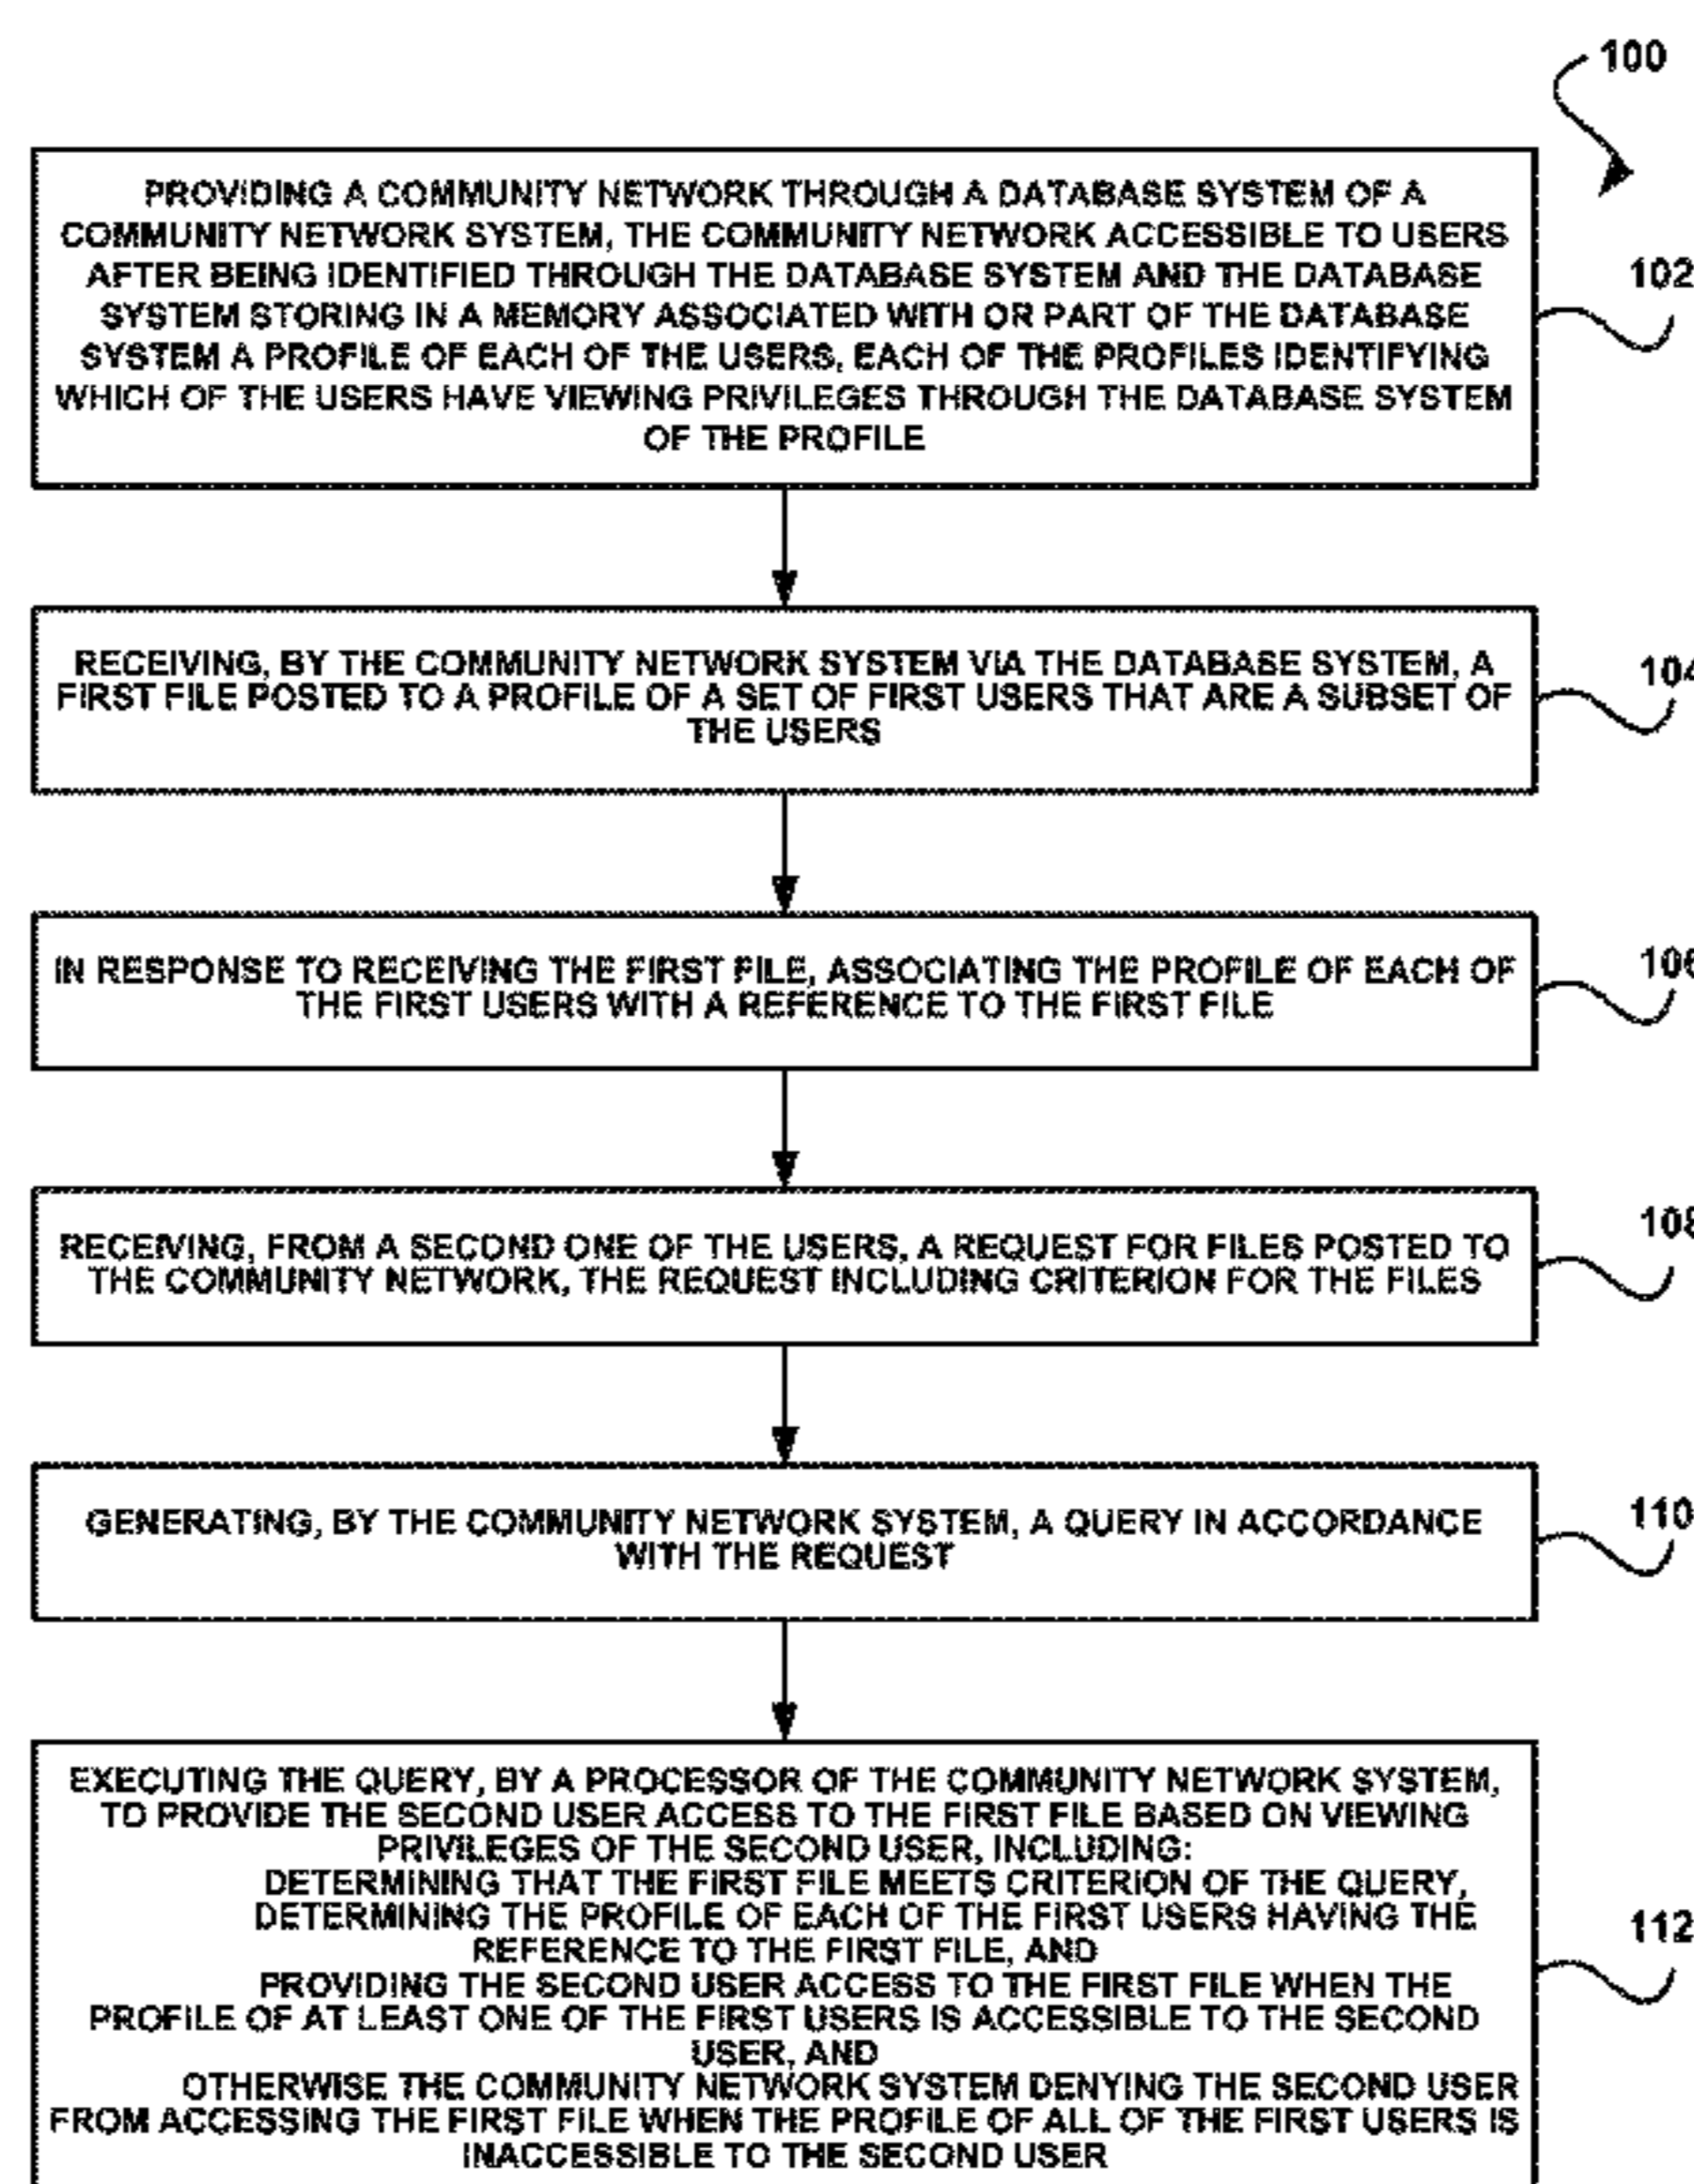 100
PROVIDING A COMMUNITY NETWORK THROUGH A DATABASE SYSTEM OF A
COMMUNITY NETWORK SYSTEM, THE COMMUNITY NETWORK ACCESSIBLE TO USERS
AFTER BEING IDENTIFIED THROUGH THE DATABASE SYSTEM AND THE DATABASE
SYSTEM STORING IN A MEMORY ASSOCIATED WITH OR PART OF THE DATABASE
SYSTEM A PROFILE OF EACH OF THE USERS, EACH OF THE PROFILES IDENTIFYING
WHICH OF THE USERS HAVE VIEWING PRIVILEGES THROUGH THE DATABASE SYSTEM
OF THE PROFILE
102
RECEIVING, BY THE COMMUNITY NETWORK SYSTEM VIA THE DATABASE SYSTEM, A
FIRST FILE POSTED TO A PROFILE OF A SET OF FIRST USERS THAT ARE A SUBSET OF
THE USERS
104
IN RESPONSE TO RECEIVING THE FIRST FILE, ASSOCIATING THE PROFILE OF EACH OF
THE FIRST USERS WITH A REFERENCE TO THE FIRST FILE
106
RECEIVING, FROM A SECOND ONE OF THE USERS, A REQUEST FOR FILES POSTED TO
THE COMMUNITY NETWORK, THE REQUEST INCLUDING CRITERION FOR THE FILES
108
GENERATING, BY THE COMMUNITY NETWORK SYSTEM, A QUERY IN ACCORDANCE
WITH THE REQUEST
110
EXECUTING THE QUERY, BY A PROCESSOR OF THE COMMUNITY NETWORK SYSTEM,
TO PROVIDE THE SECOND USER ACCESS TO THE FIRST FILE BASED ON VIEWING
PRIVILEGES OF THE SECOND USER, INCLUDING:
DETERMINING THAT THE FIRST FILE MEETS CRITERION OF THE QUERY,
DETERMINING THE PROFILE OF EACH OF THE FIRST USERS HAVING THE
REFERENCE TO THE FIRST FILE, AND
PROVIDING THE SECOND USER ACCESS TO THE FIRST FILE WHEN THE
PROFILE OF AT LEAST ONE OF THE FIRST USERS IS ACCESSIBLE TO THE SECOND
USER, AND
OTHERWISE THE COMMUNITY NETWORK SYSTEM DENYING THE SECOND USER
FROM ACCESSING THE FIRST FILE WHEN THE PROFILE OF ALL OF THE FIRST USERS IS
INACCESSIBLE TO THE SECOND USER
112